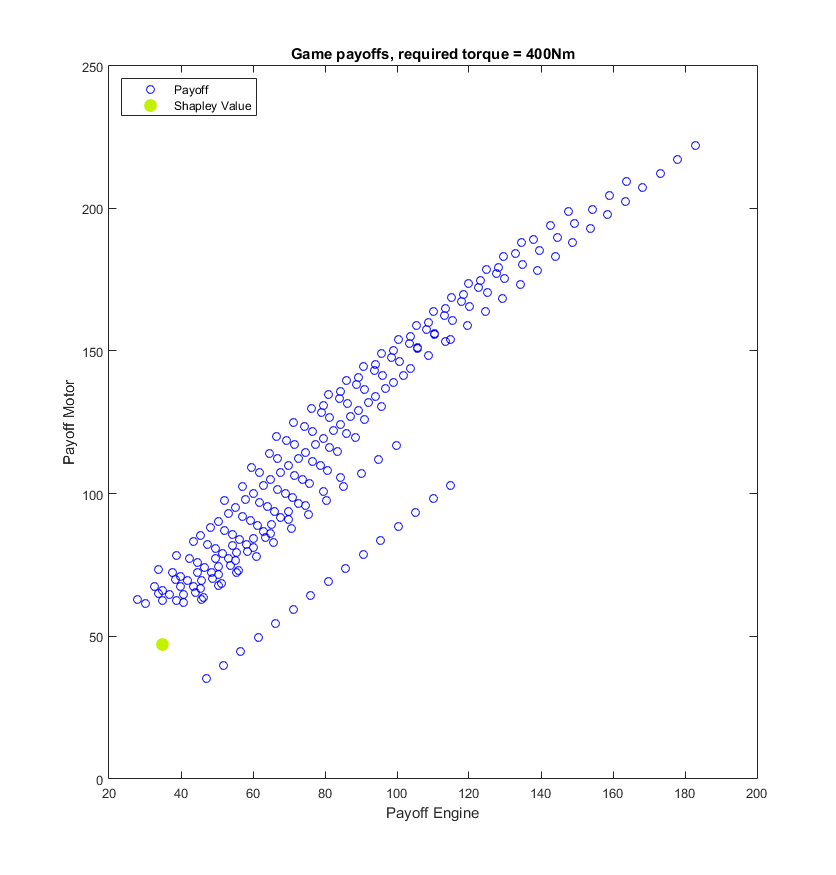 Game payoffs, required torque = 400Nm
250
Payoff
Shapley Value
200
150
Payoff Motor
100
50
0
20 40 60 80 100 120 140 160 180 200
Payoff Engine